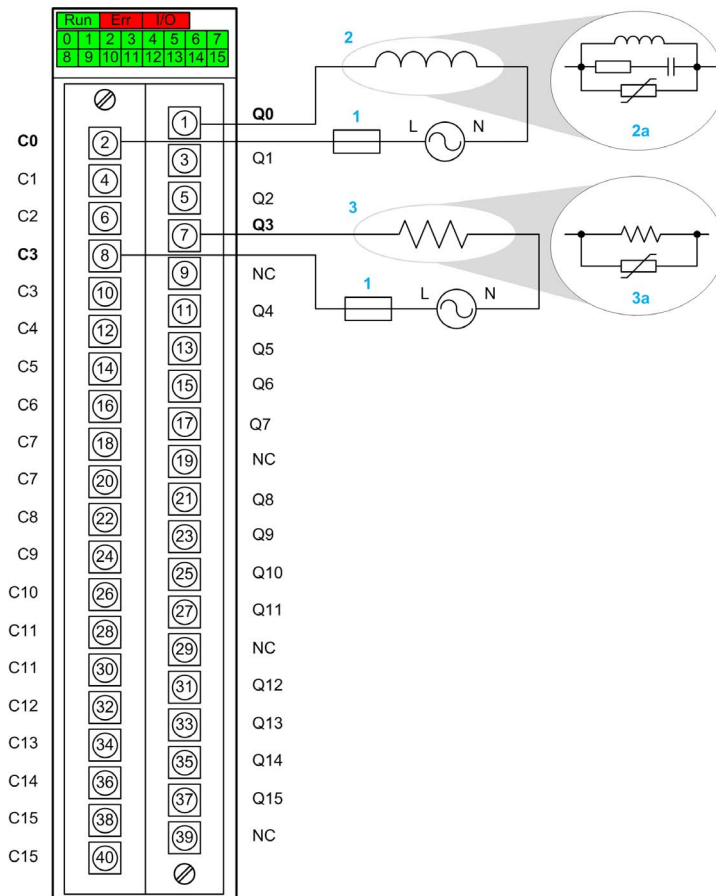 Run Err I/O
0 1 2 3 4 5 6 7
8 9 10 11 12 13 14 15
2
2a
1 L N
1 Q0
C0 2
3 Q1
C1 4
5 Q2
C2 6
7 Q3
3
3a
C3 8
9 NC
1 L N
C3 10
11 Q4
C4 12
13 Q5
C5 14
15 Q6
C6 16
17 Q7
C7 18
19 NC
C7 20
21 Q8
C8 22
23 Q9
C9 24
25 Q10
C10 26
27 Q11
C11 28
29 NC
C11 30
31 Q12
C12 32
33 Q13
C13 34
35 Q14
C14 36
37 Q15
C15 38
39 NC
C15 40